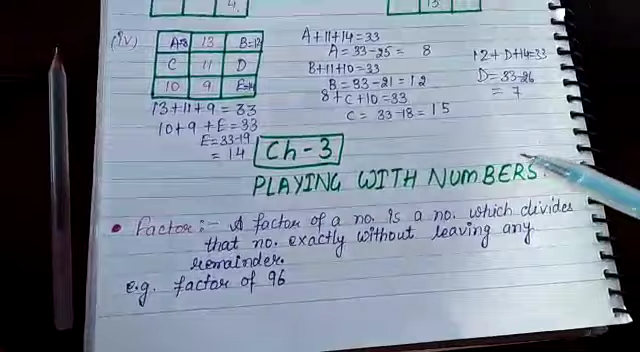 4
13
(iv)
A=8 13 B=12
C 11 D
10 9 E=14
13+11+9 = 33
10+9+E = 33
E = 33-19
= 14
A+11+14 = 33
A = 33-25 = 8
B+11+10 = 33
B = 33-21 = 12
8+C+10 = 33
C = 33-18 = 15
12+D+14=33
D = 33-26
= 7
Ch-3
PLAYING WITH NUMBERS
• Factor :- A factor of a no. is a no. which divides
that no. exactly without leaving any
remainder.
e.g. factor of 96